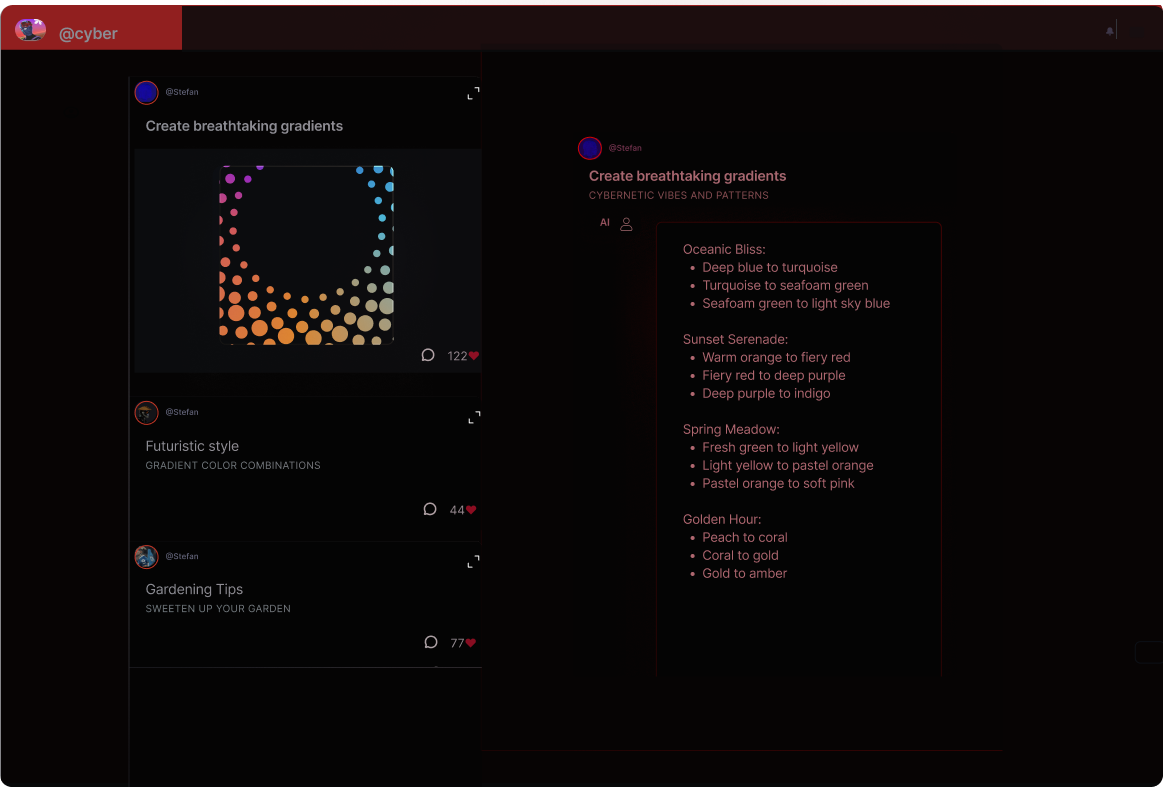 @cyber
@Stefan
Create breathtaking gradients
122
@Stefan
Futuristic style
GRADIENT COLOR COMBINATIONS
44
@Stefan
Gardening Tips
SWEETEN UP YOUR GARDEN
77
@Stefan
Create breathtaking gradients
CYBERNETIC VIBES AND PATTERNS
AI
Oceanic Bliss:
• Deep blue to turquoise
• Turquoise to seafoam green
• Seafoam green to light sky blue
Sunset Serenade:
• Warm orange to fiery red
• Fiery red to deep purple
• Deep purple to indigo
Spring Meadow:
• Fresh green to light yellow
• Light yellow to pastel orange
• Pastel orange to soft pink
Golden Hour:
• Peach to coral
• Coral to gold
• Gold to amber